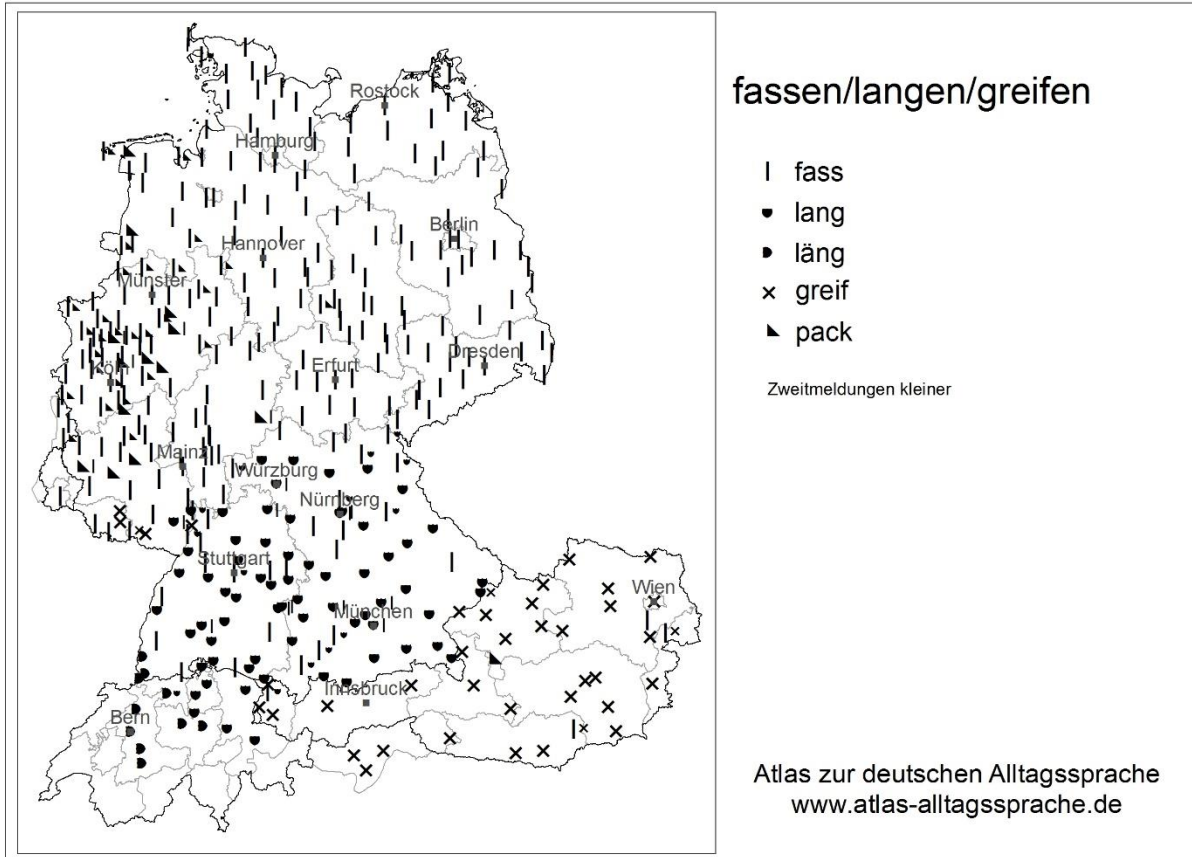 fassen/langen/greifen
fass
lang
läng
greif
pack
Zweitmeldungen kleiner
Rostock
Hamburg
Berlin
Hannover
Münster
Köln
Erfurt
Dresden
Mainz
Würzburg
Nürnberg
Stuttgart
München
Wien
Innsbruck
Bern
Atlas zur deutschen Alltagssprache
www.atlas-alltagssprache.de